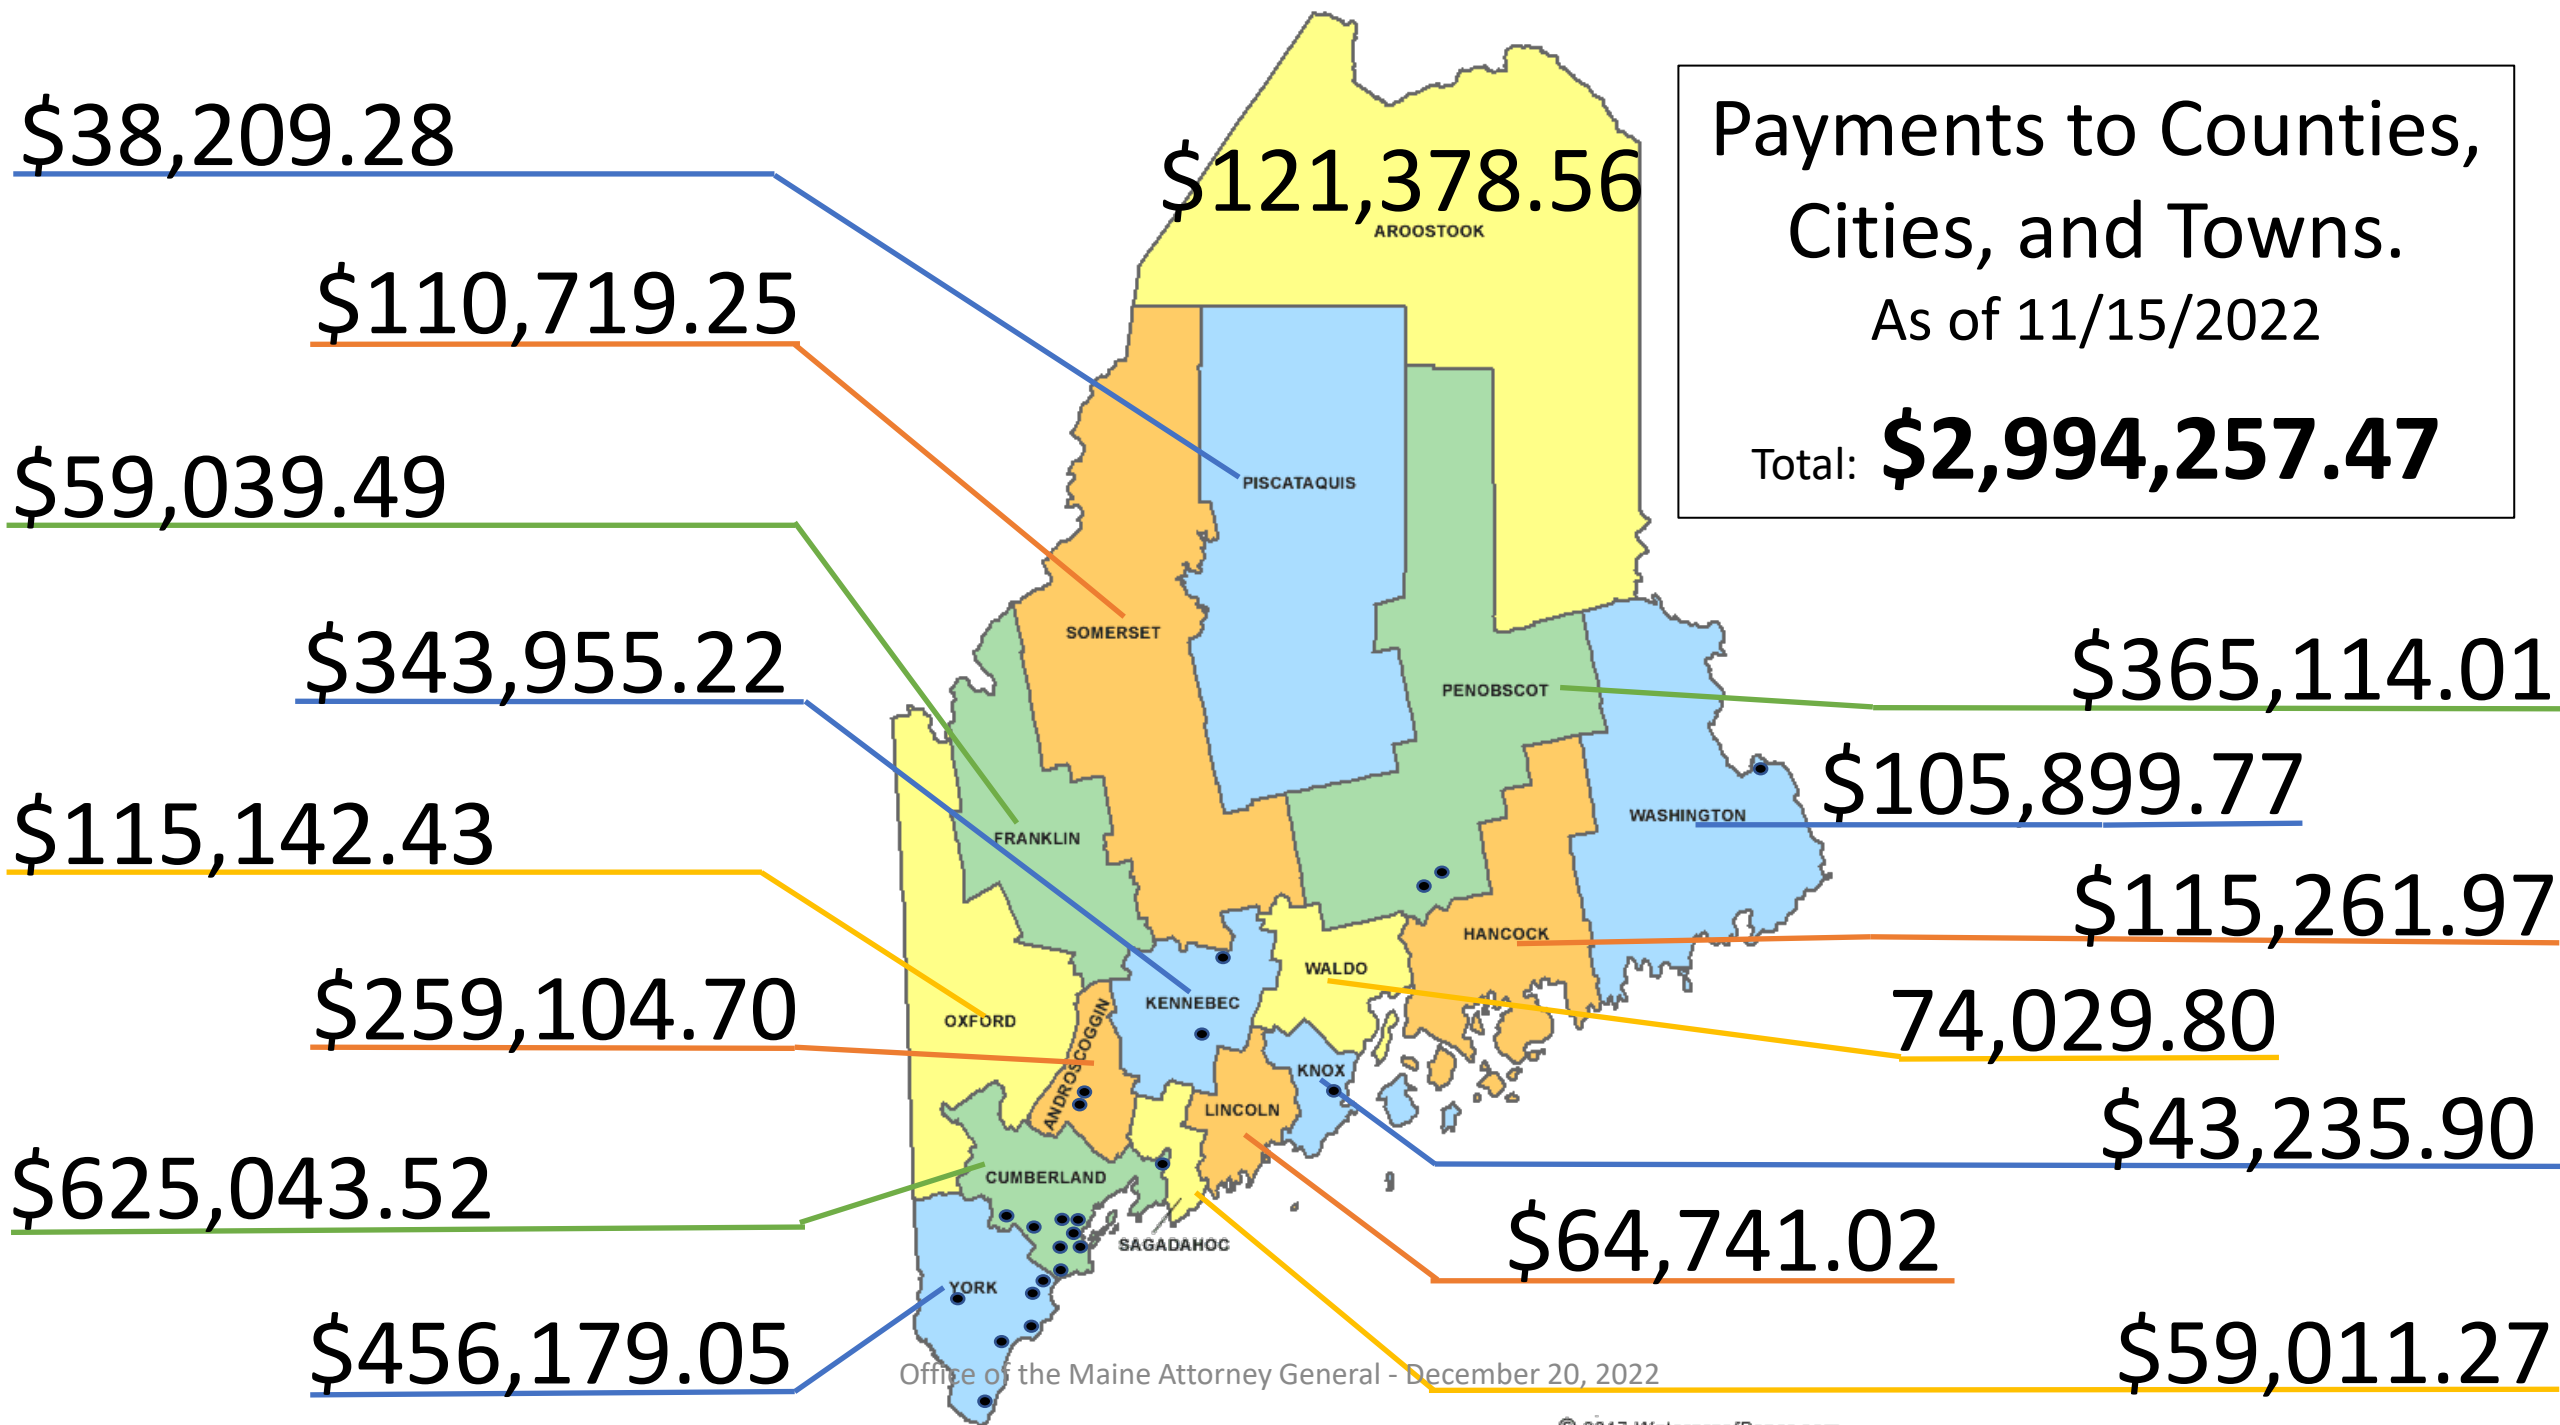 $38,209.28
$121,378.56
AROOSTOOK
Payments to Counties,
Cities, and Towns.
As of 11/15/2022
Total: $2,994,257.47
$110,719.25
$59,039.49
PISCATAQUIS
$343,955.22
SOMERSET
PENOBSCOT
$365,114.01
$105,899.77
WASHINGTON
$115,142.43
FRANKLIN
$115,261.97
HANCOCK
WALDO
74,029.80
$259,104.70
OXFORD
KENNEBEC
ANDROSCOGGIN
KNOX
LINCOLN
$43,235.90
$625,043.52
CUMBERLAND
SAGADAHOC
$64,741.02
YORK
$456,179.05
$59,011.27
Office of the Maine Attorney General - December 20, 2022